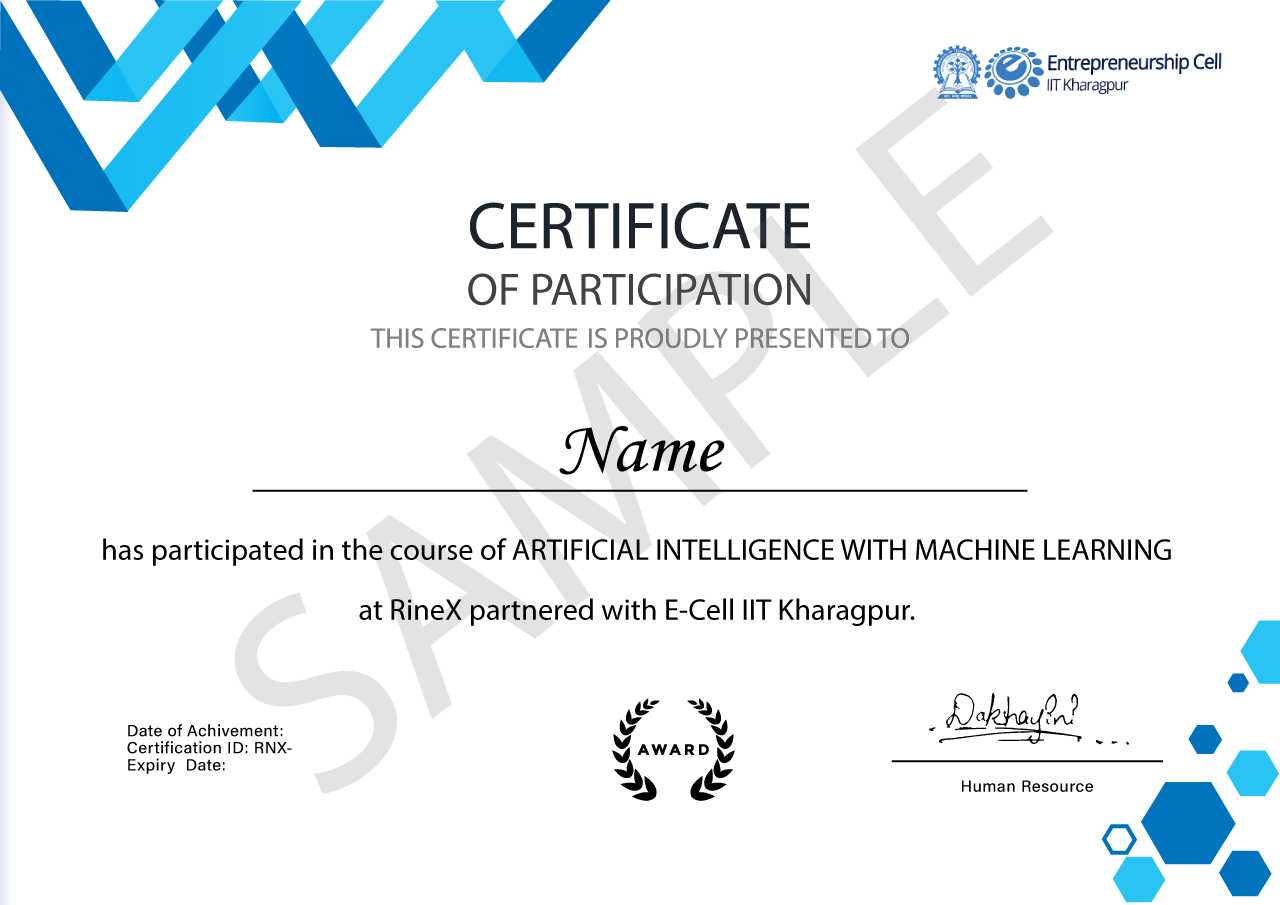 Entrepreneurship Cell
IIT Kharagpur
CERTIFICATE
OF PARTICIPATION
THIS CERTIFICATE IS PROUDLY PRESENTED TO
Name
SAMPLE
has participated in the course of ARTIFICIAL INTELLIGENCE WITH MACHINE LEARNING
at RineX partnered with E-Cell IIT Kharagpur.
Date of Achivement:
Certification ID: RNX-
Expiry Date:
AWARD
Dakhayini
Human Resource